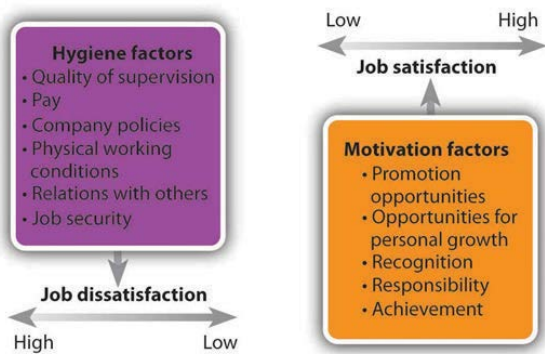 Hygiene factors
• Quality of supervision
• Pay
• Company policies
• Physical working
conditions
• Relations with others
• Job security
Job dissatisfaction
High Low
Low High
Job satisfaction
Motivation factors
• Promotion
opportunities
• Opportunities for
personal growth
• Recognition
• Responsibility
• Achievement